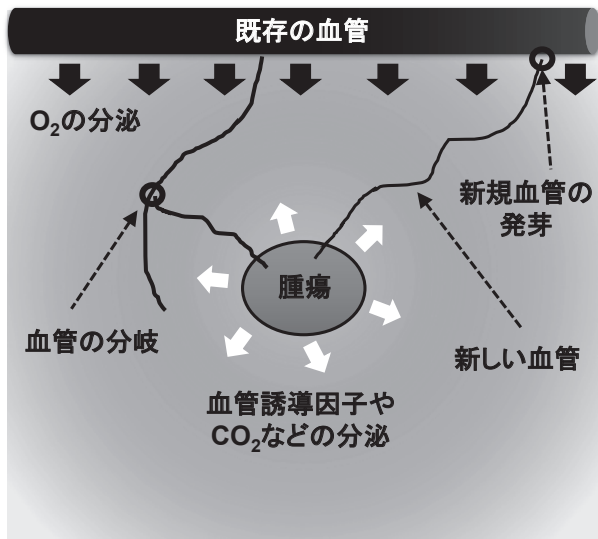 既存の血管
O₂の分泌
新規血管の
発芽
腫瘍
血管の分岐
新しい血管
血管誘導因子や
CO₂などの分泌